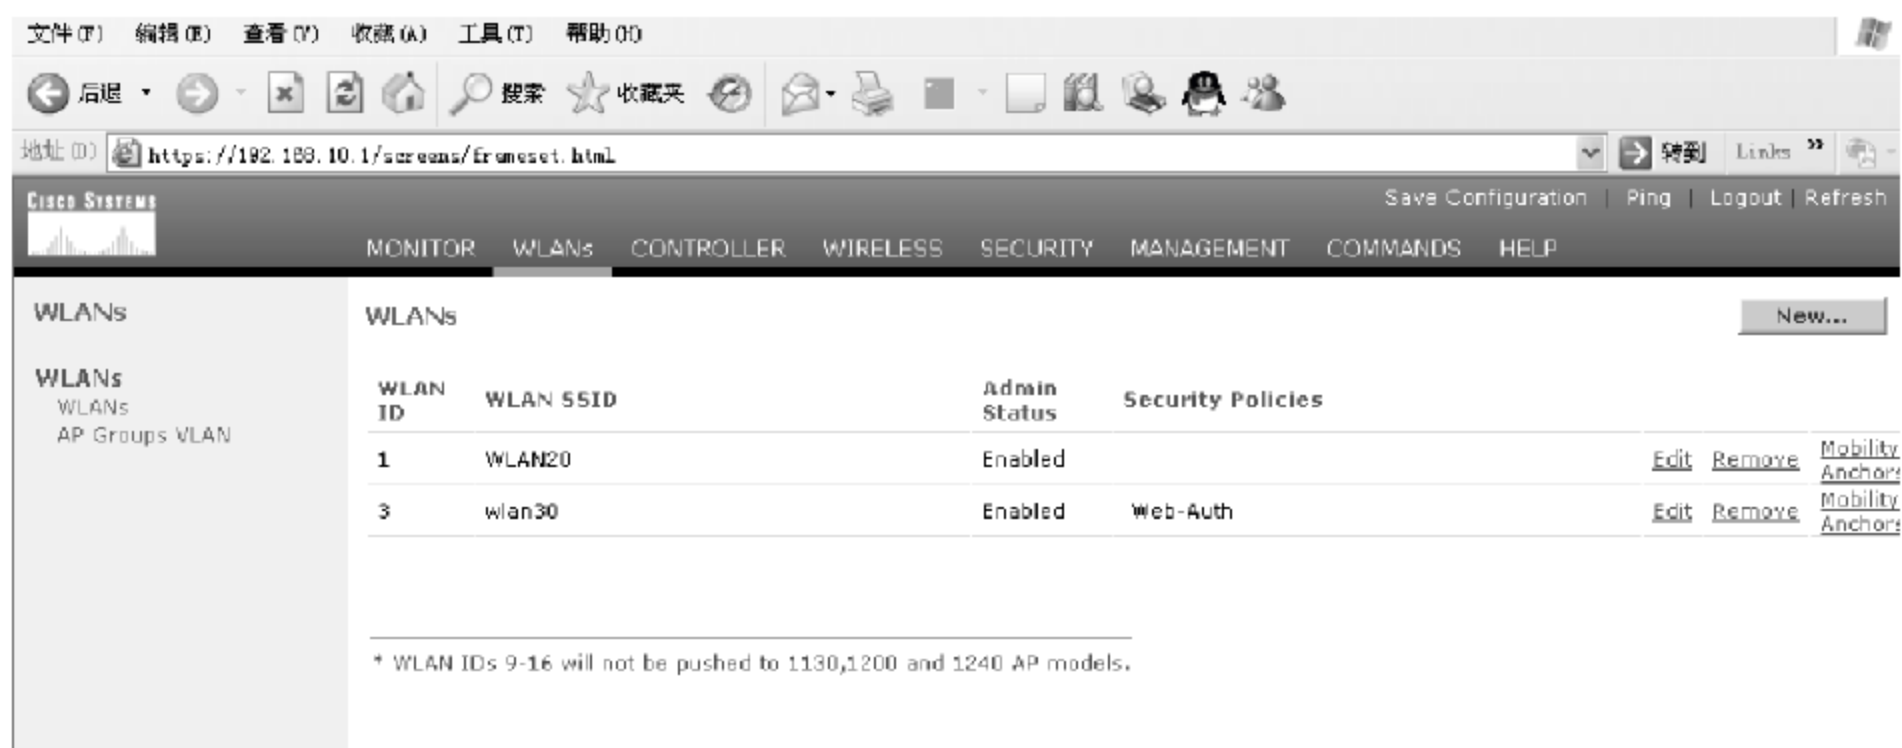 文件(F) 编辑(E) 查看(V) 收藏(A) 工具(T) 帮助(H)
后退 搜索 收藏夹
地址(D) https://192.168.10.1/screens/frameset.html 转到 Links »
CISCO SYSTEMS
Save Configuration | Ping | Logout | Refresh
MONITOR WLANs CONTROLLER WIRELESS SECURITY MANAGEMENT COMMANDS HELP
WLANs
WLANs
WLANs
AP Groups VLAN
WLANs
New...
WLAN ID WLAN SSID Admin Status Security Policies
1 WLAN20 Enabled Edit Remove Mobility Anchors
3 wlan30 Enabled Web-Auth Edit Remove Mobility Anchors
* WLAN IDs 9-16 will not be pushed to 1130,1200 and 1240 AP models.